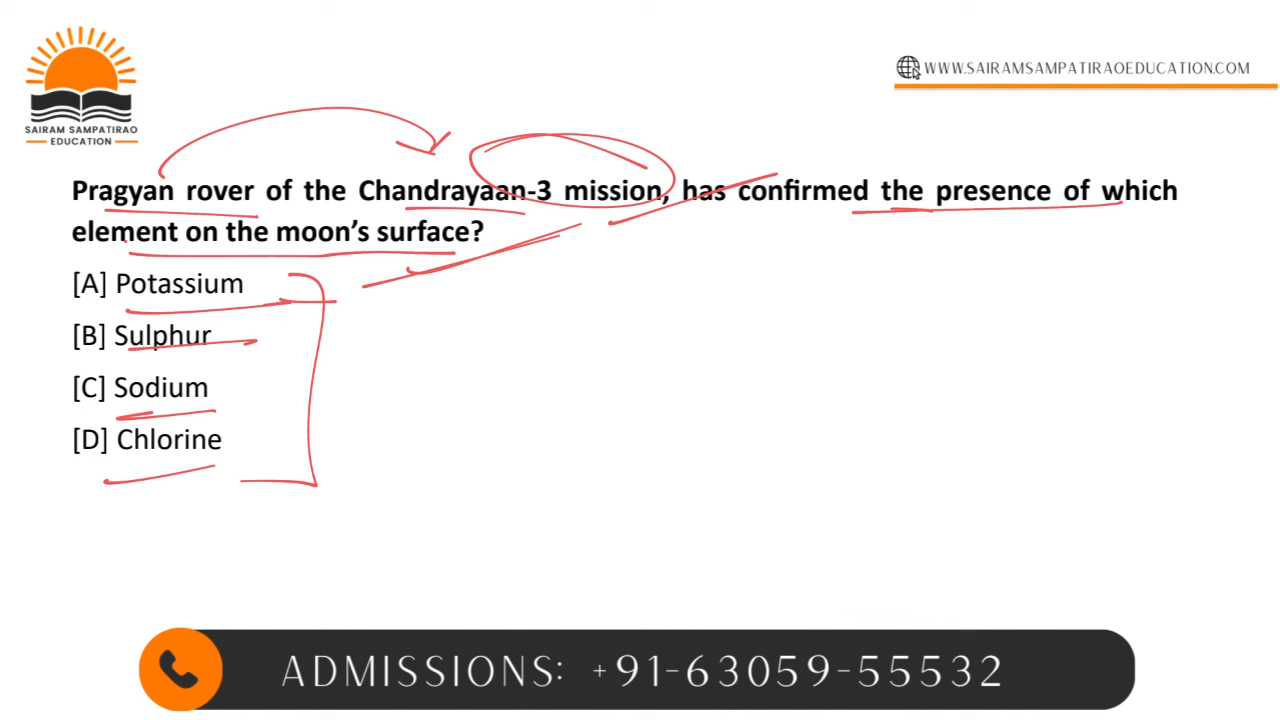 WWW.SAIRAMSAMPATIRAOEDUCATION.COM
SAIRAM SAMPATIRAO
EDUCATION
Pragyan rover of the Chandrayaan-3 mission, has confirmed the presence of which
element on the moon’s surface?
[A] Potassium
[B] Sulphur
[C] Sodium
[D] Chlorine
ADMISSIONS: +91-63059-55532